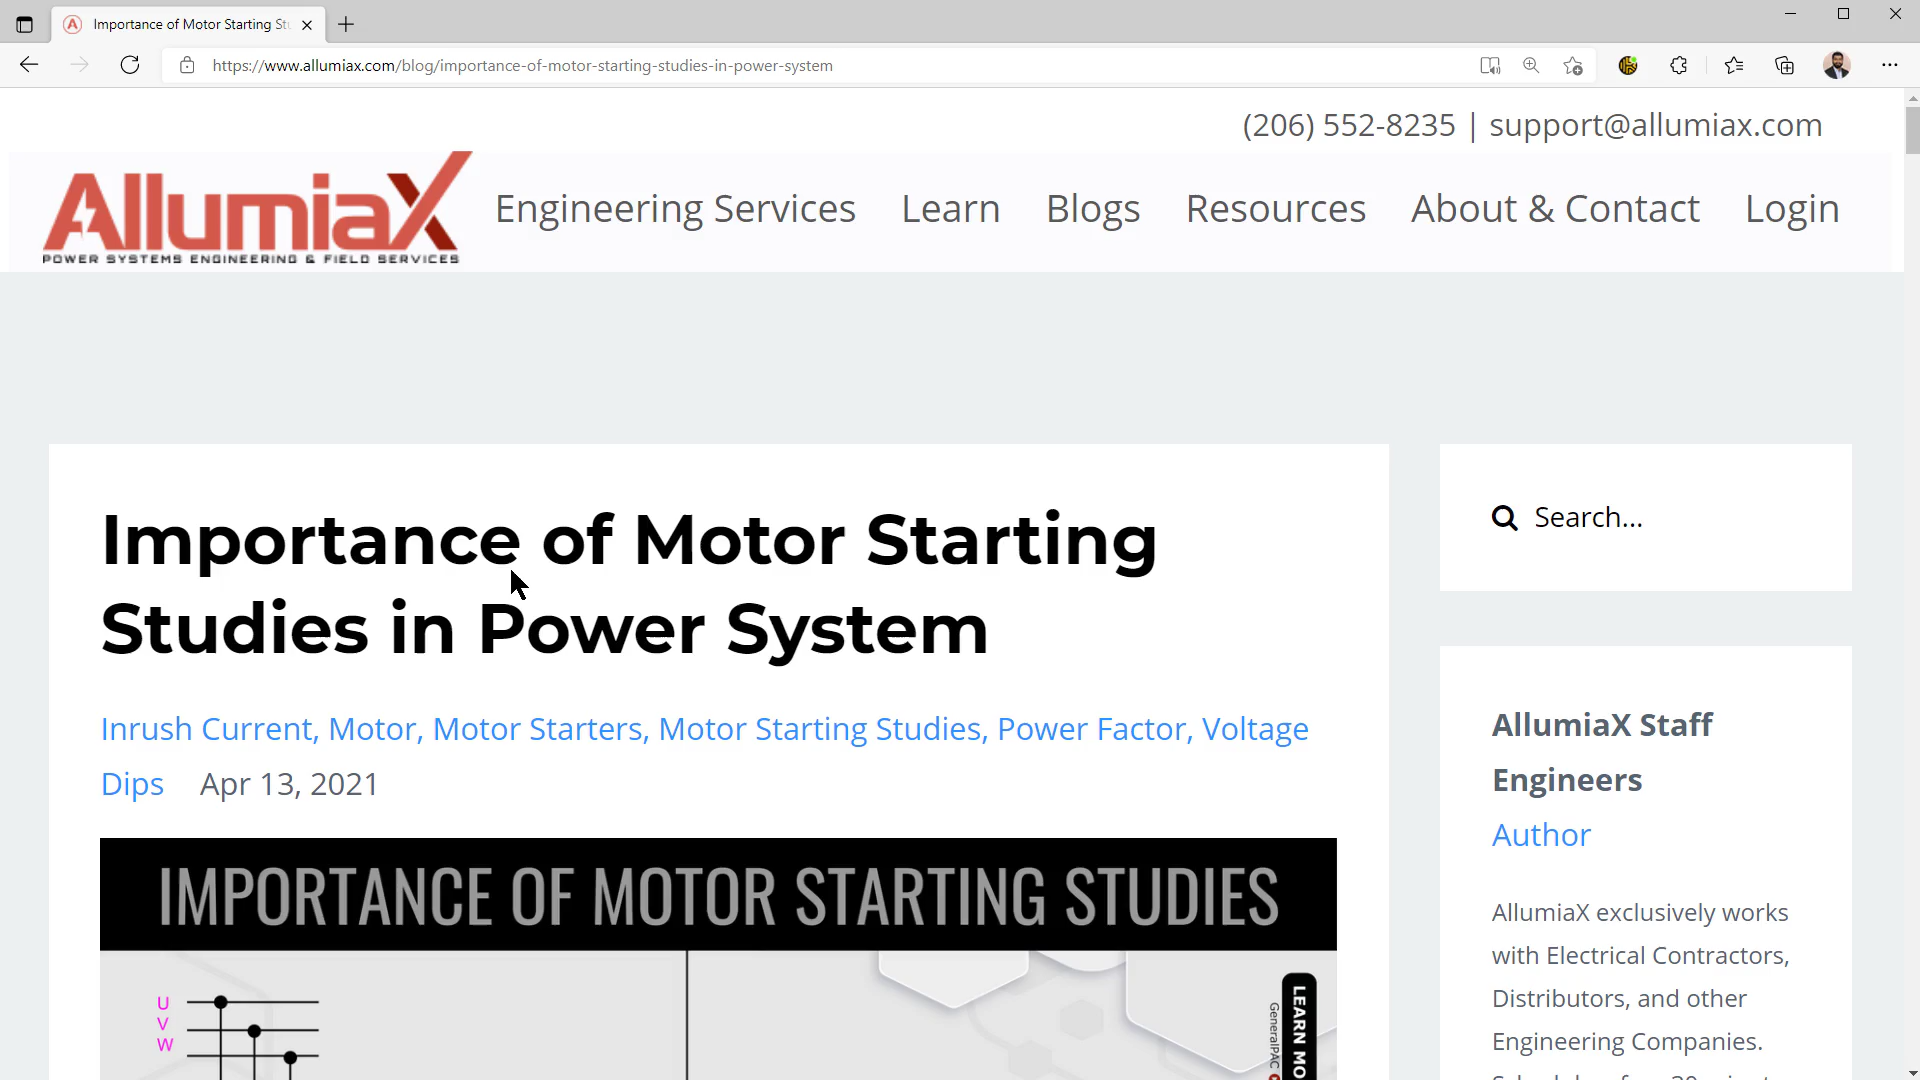 Importance of Motor Starting St
https://www.allumiax.com/blog/importance-of-motor-starting-studies-in-power-system
(206) 552-8235 | support@allumiax.com
AllumiaX
POWER SYSTEMS ENGINEERING & FIELD SERVICES
Engineering Services Learn Blogs Resources About & Contact Login
Importance of Motor Starting
Studies in Power System
Inrush Current, Motor, Motor Starters, Motor Starting Studies, Power Factor, Voltage
Dips Apr 13, 2021
IMPORTANCE OF MOTOR STARTING STUDIES
U
V
W
LEARN MO
GeneralPAC
Search...
AllumiaX Staff
Engineers
Author
AllumiaX exclusively works
with Electrical Contractors,
Distributors, and other
Engineering Companies.